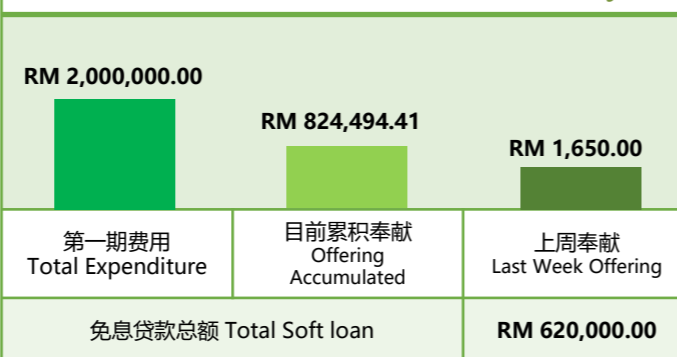 RM 2,000,000.00
RM 824,494.41
RM 1,650.00
第一期费用
Total Expenditure
目前累积奉献
Offering
Accumulated
上周奉献
Last Week Offering
免息贷款总额 Total Soft loan
RM 620,000.00